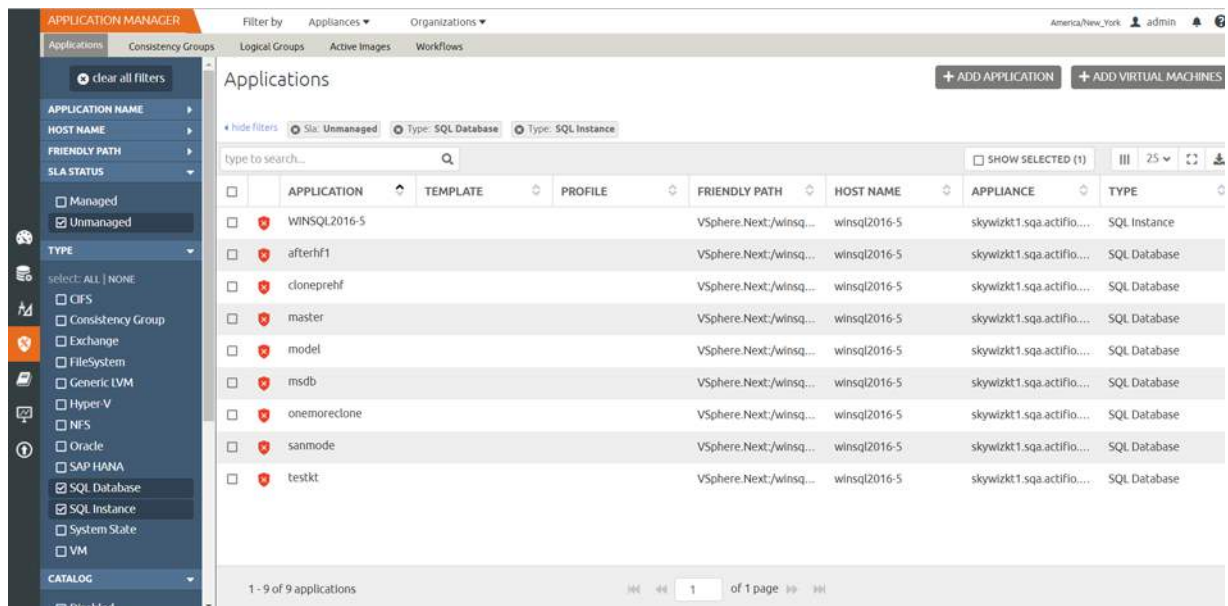 APPLICATION MANAGER Filter by Appliances Organizations America/New_York admin
Applications Consistency Groups Logical Groups Active Images Workflows
clear all filters
APPLICATION NAME
HOST NAME
FRIENDLY PATH
SLA STATUS
Managed
Unmanaged
TYPE
select: ALL | NONE
CIFS
Consistency Group
Exchange
FileSystem
Generic LVM
Hyper-V
NFS
Oracle
SAP HANA
SQL Database
SQL Instance
System State
VM
CATALOG
Applications + ADD APPLICATION + ADD VIRTUAL MACHINES
hide filters Sla: Unmanaged Type: SQL Database Type: SQL Instance
type to search... SHOW SELECTED (1) 25
APPLICATION TEMPLATE PROFILE FRIENDLY PATH HOST NAME APPLIANCE TYPE
WINSQL2016-5 VSphere.Next:/winsq... winsql2016-5 skywizkt1.sqa.actifio.... SQL Instance
afterhf1 VSphere.Next:/winsq... winsql2016-5 skywizkt1.sqa.actifio.... SQL Database
cloneprehf VSphere.Next:/winsq... winsql2016-5 skywizkt1.sqa.actifio.... SQL Database
master VSphere.Next:/winsq... winsql2016-5 skywizkt1.sqa.actifio.... SQL Database
model VSphere.Next:/winsq... winsql2016-5 skywizkt1.sqa.actifio.... SQL Database
msdb VSphere.Next:/winsq... winsql2016-5 skywizkt1.sqa.actifio.... SQL Database
onemoreclone VSphere.Next:/winsq... winsql2016-5 skywizkt1.sqa.actifio.... SQL Database
sanmode VSphere.Next:/winsq... winsql2016-5 skywizkt1.sqa.actifio.... SQL Database
testkt VSphere.Next:/winsq... winsql2016-5 skywizkt1.sqa.actifio.... SQL Database
1 - 9 of 9 applications 1 of 1 page